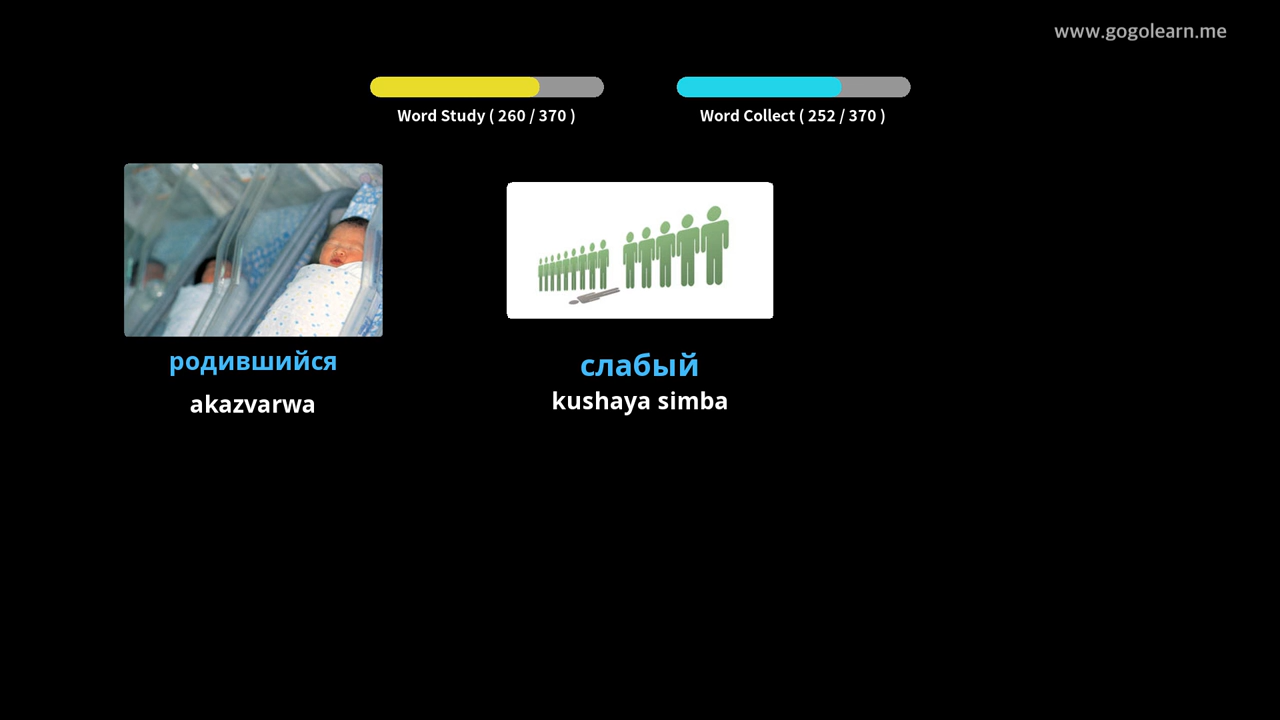 www.gogolearn.me
Word Study ( 260 / 370 )
Word Collect ( 252 / 370 )
родившийся
akazvarwa
слабый
kushaya simba